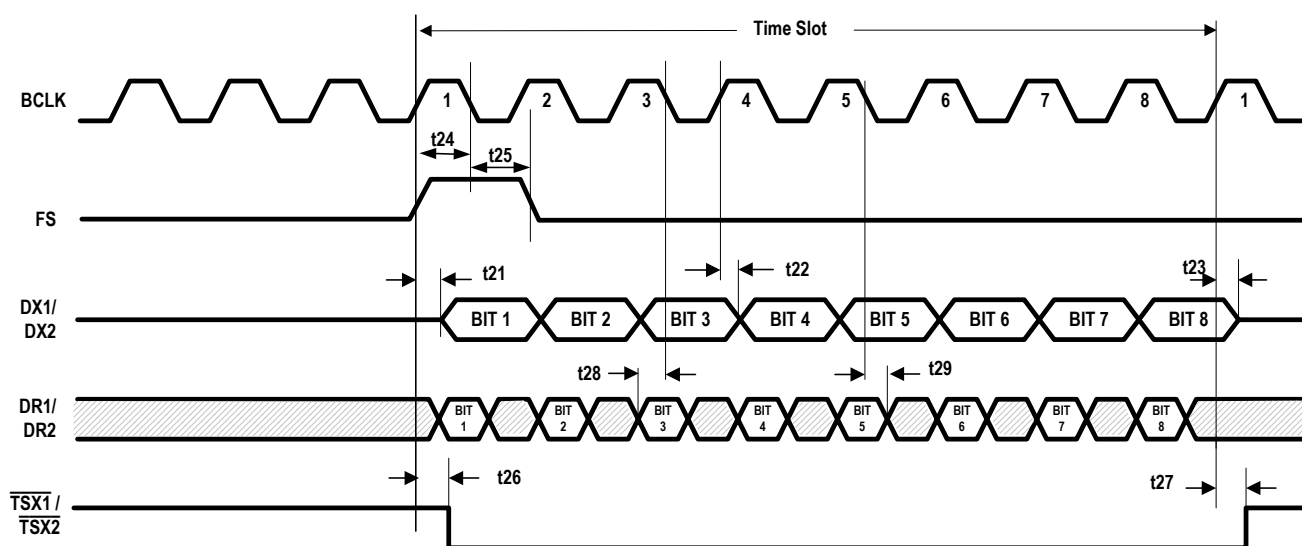 Time Slot
BCLK
1 2 3 4 5 6 7 8 1
t24
t25
FS
t21
t22
t23
DX1/
DX2
BIT 1 BIT 2 BIT 3 BIT 4 BIT 5 BIT 6 BIT 7 BIT 8
t28
t29
DR1/
DR2
BIT BIT BIT BIT BIT BIT BIT BIT
1 2 3 4 5 6 7 8
t26
t27
TSX1 /
TSX2